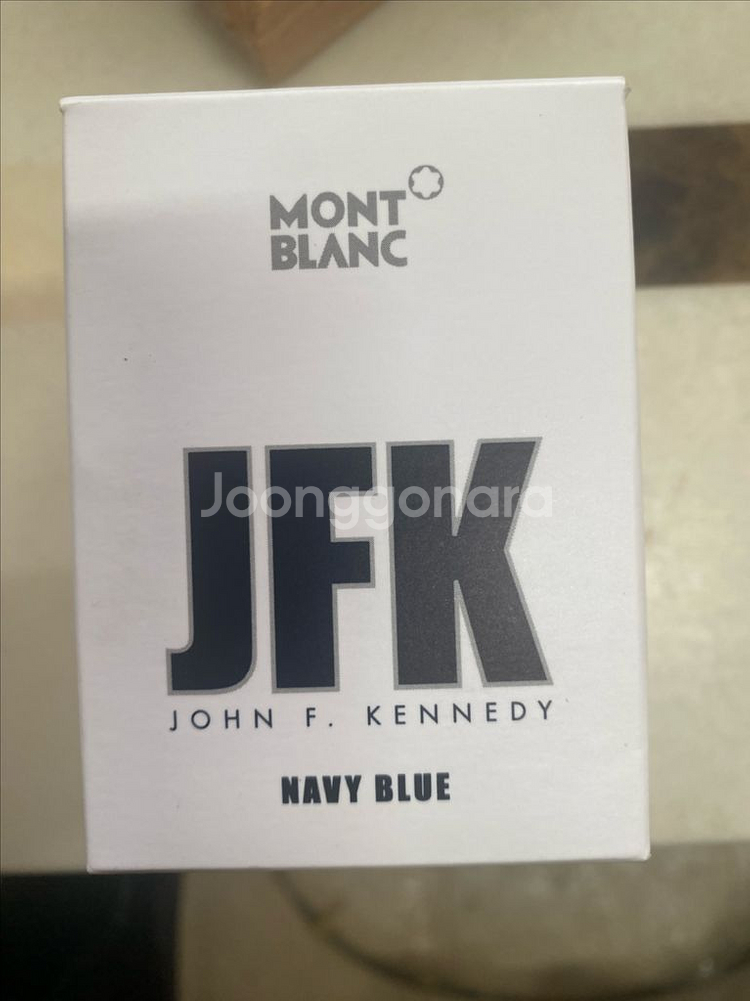 MONT
BLANC
JFK
Joonggonara
JOHN F. KENNEDY
NAVY BLUE